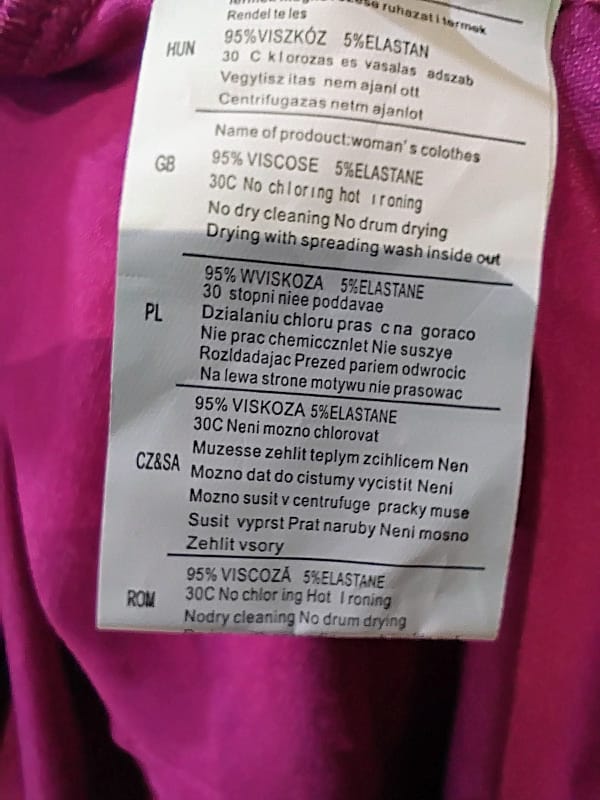 ruhazat i termek
Rendel te les
HUN
95%VISZKÓZ 5%ELASTAN
30 C klorozas es vasalas adszab
Vegytisz itas nem ajanl ott
Centrifugazas netm ajanlot
Name of prodouct:woman's colothes
GB
95% VISCOSE 5%ELASTANE
30C No chloring hot ironing
No dry cleaning No drum drying
Drying with spreading wash inside out
95% WVISKOZA 5%ELASTANE
30 stopni niee poddavae
PL
Dzialaniu chloru pras c na goraco
Nie prac chemiccznlet Nie suszye
Rozldadajac Prezed pariem odwrocic
Na lewa strone motywu nie prasowac
95% VISKOZA 5%ELASTANE
30C Neni mozno chlorovat
Muzesse zehlit teplym zcihlicem Nen
CZ&SA
Mozno dat do cistumy vycistit Neni
Mozno susit v centrufuge pracky muse
Susit vyprst Prat naruby Neni mosno
Zehlit vsory
95% VISCOZĂ 5%ELASTANE
ROM
30C No chlor ing Hot Ironing
Nodry cleaning No drum drying